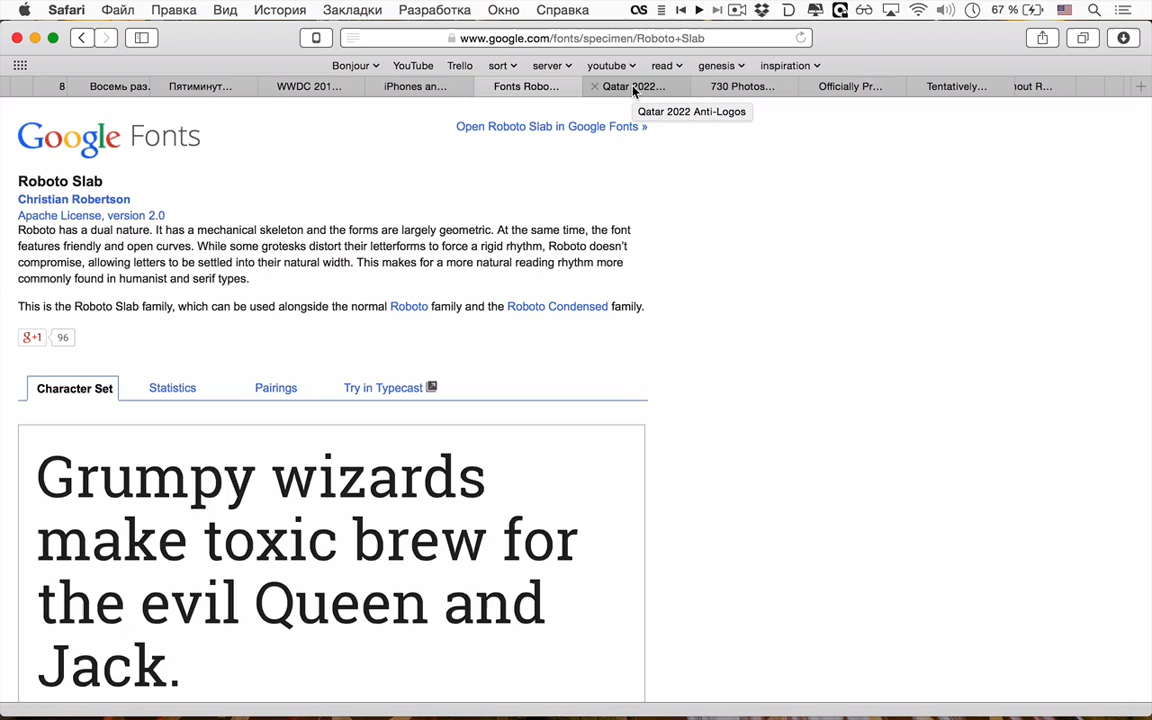 Safari Файл Правка Вид История Закладки Разработка Окно Справка 67 %
www.google.com/fonts/specimen/Roboto+Slab
Bonjour YouTube Trello sort server youtube read genesis inspiration
8 Восемь раз. Пятиминут... WWDC 201... iPhones an... Fonts Robo... Qatar 2022... 730 Photos... Officially Pr... Tentatively... hout R...
Qatar 2022 Anti-Logos
Google Fonts
Open Roboto Slab in Google Fonts »
Roboto Slab
Christian Robertson
Apache License, version 2.0
Roboto has a dual nature. It has a mechanical skeleton and the forms are largely geometric. At the same time, the font
features friendly and open curves. While some grotesks distort their letterforms to force a rigid rhythm, Roboto doesn't
compromise, allowing letters to be settled into their natural width. This makes for a more natural reading rhythm more
commonly found in humanist and serif types.
This is the Roboto Slab family, which can be used alongside the normal Roboto family and the Roboto Condensed family.
g+1 96
Character Set Statistics Pairings Try in Typecast
Grumpy wizards
make toxic brew for
the evil Queen and
Jack.